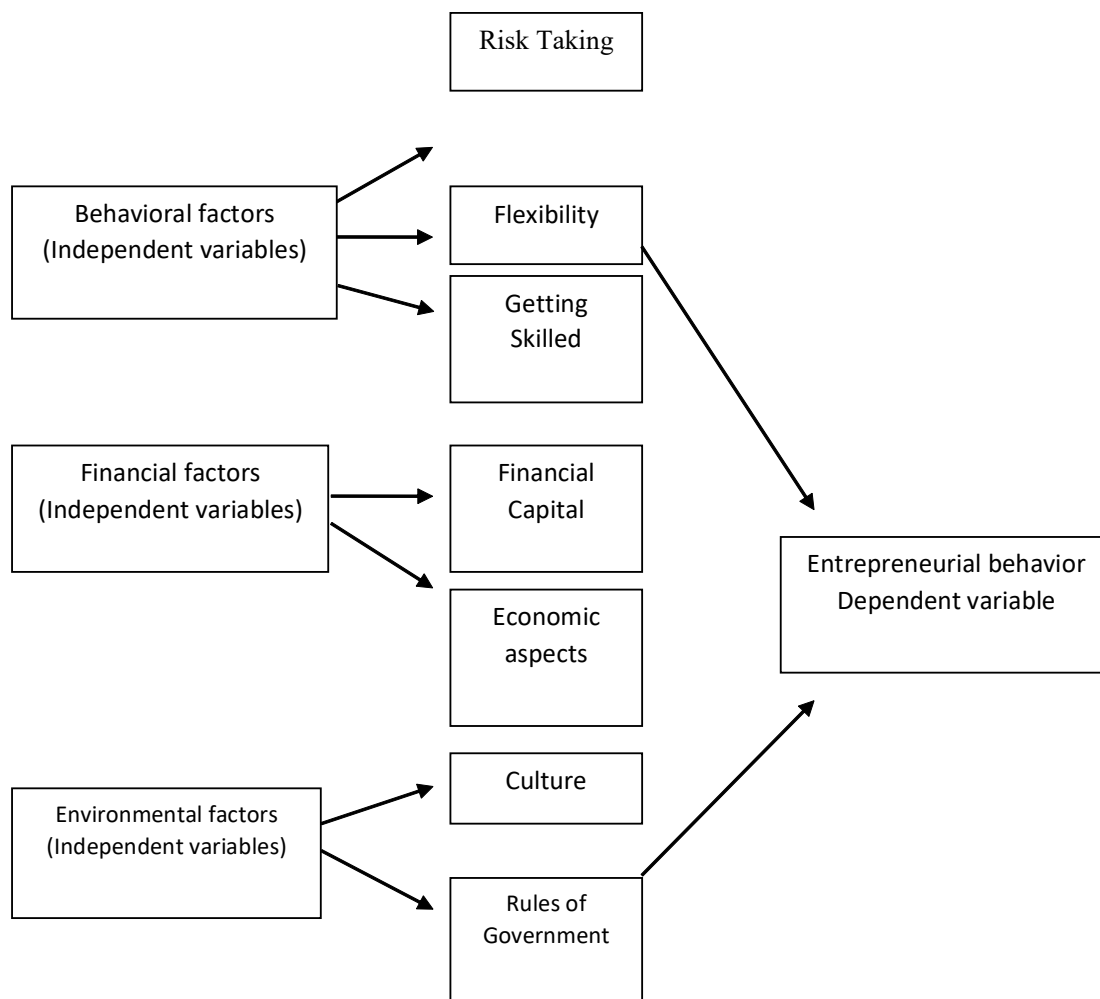 Risk Taking
Behavioral factors
(Independent variables)
Flexibility
Getting
Skilled
Financial factors
(Independent variables)
Financial
Capital
Economic
aspects
Entrepreneurial behavior
Dependent variable
Environmental factors
(Independent variables)
Culture
Rules of
Government